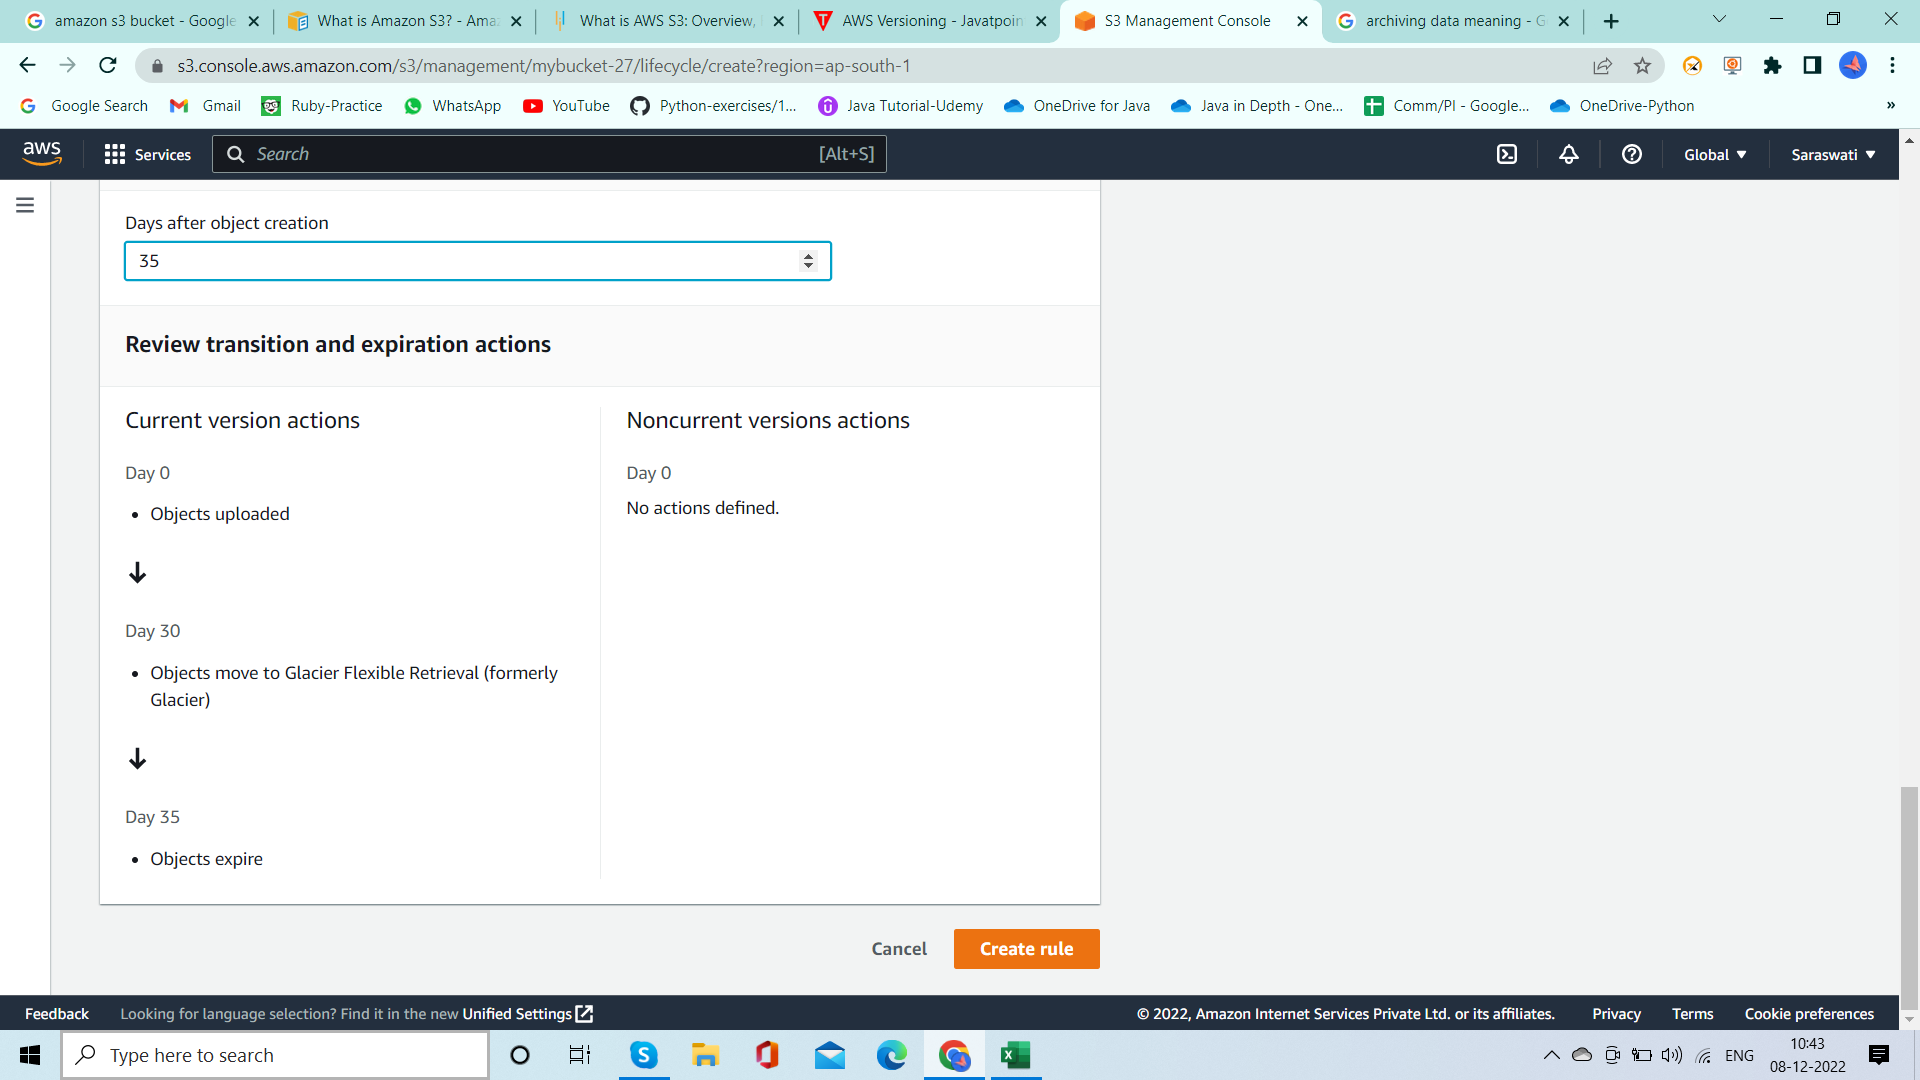 amazon s3 bucket - Google
What is Amazon S3? - Ama
What is AWS S3: Overview,
AWS Versioning - Javatpoin
S3 Management Console
archiving data meaning - G
s3.console.aws.amazon.com/s3/management/mybucket-27/lifecycle/create?region=ap-south-1
Google Search
Gmail
Ruby-Practice
WhatsApp
YouTube
Python-exercises/1...
Java Tutorial-Udemy
OneDrive for Java
Java in Depth - One...
Comm/PI - Google...
OneDrive-Python
»
aws
Services
Search
[Alt+S]
Global
Saraswati
Days after object creation
35
Review transition and expiration actions
Current version actions
Day 0
• Objects uploaded
Day 30
• Objects move to Glacier Flexible Retrieval (formerly
Glacier)
Day 35
• Objects expire
Noncurrent versions actions
Day 0
No actions defined.
Cancel
Create rule
Feedback
Looking for language selection? Find it in the new Unified Settings
© 2022, Amazon Internet Services Private Ltd. or its affiliates.
Privacy
Terms
Cookie preferences
Type here to search
ENG
10:43
08-12-2022